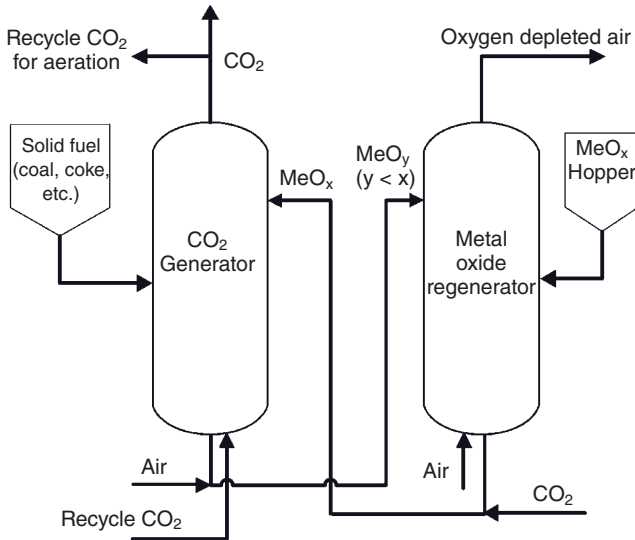 Recycle CO₂
for aeration
CO₂
Oxygen depleted air
Solid fuel
(coal, coke,
etc.)
MeOₓ
MeOᵧ
(y < x)
MeOₓ
Hopper
CO₂
Generator
Metal
oxide
regenerator
Air
Recycle CO₂
Air
CO₂